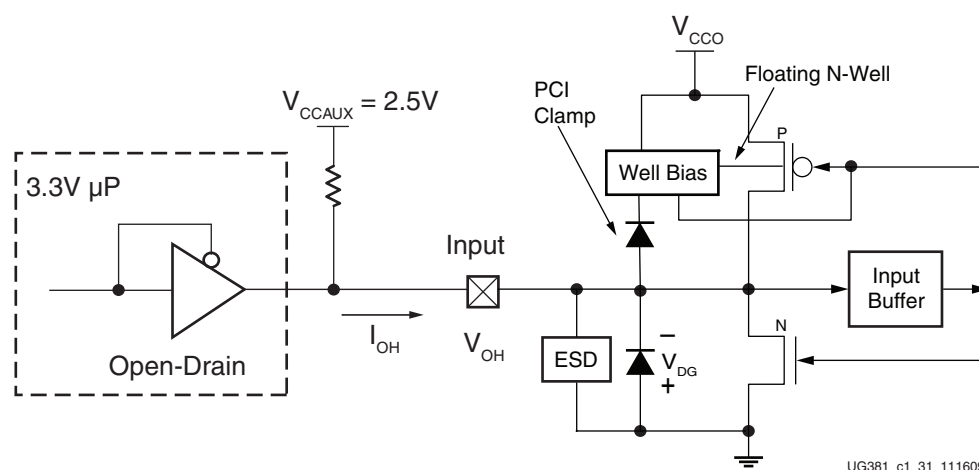 V_CCO
Floating N-Well
PCI
Clamp
V_CCAUX = 2.5V
P
3.3V µP
Well Bias
Input
Input
Buffer
I_OH
V_OH
Open-Drain
ESD
–
V_DG
+
N
UG381_c1_31_111609